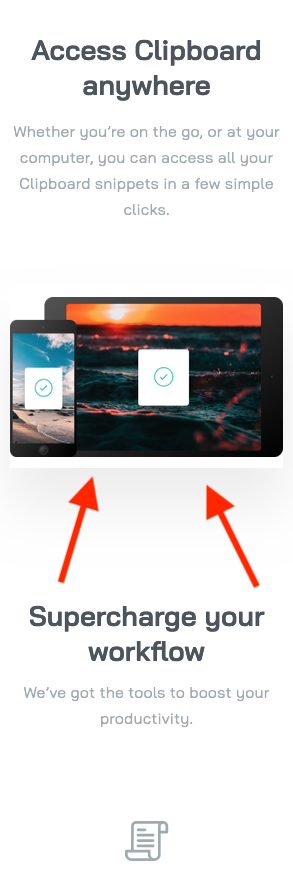 Access Clipboard
anywhere
Whether you’re on the go, or at your
computer, you can access all your
Clipboard snippets in a few simple
clicks.
Supercharge your
workflow
We’ve got the tools to boost your
productivity.